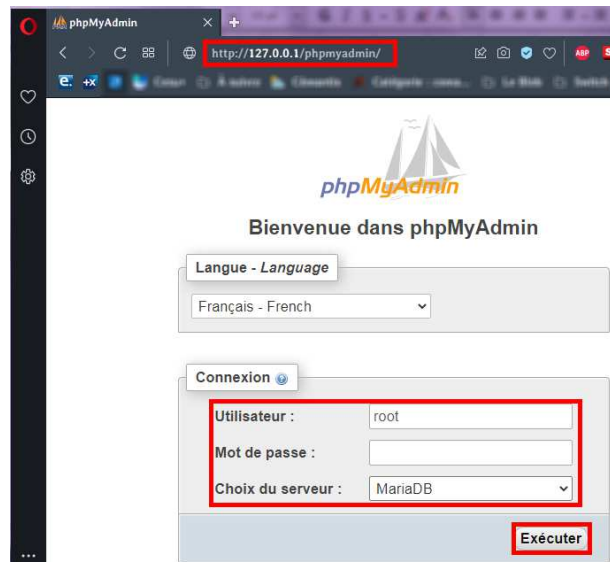 phpMyAdmin
http://127.0.0.1/phpmyadmin/
ABP
phpMyAdmin
Bienvenue dans phpMyAdmin
Langue - Language
Français - French
Connexion
Utilisateur : root
Mot de passe :
Choix du serveur : MariaDB
Exécuter